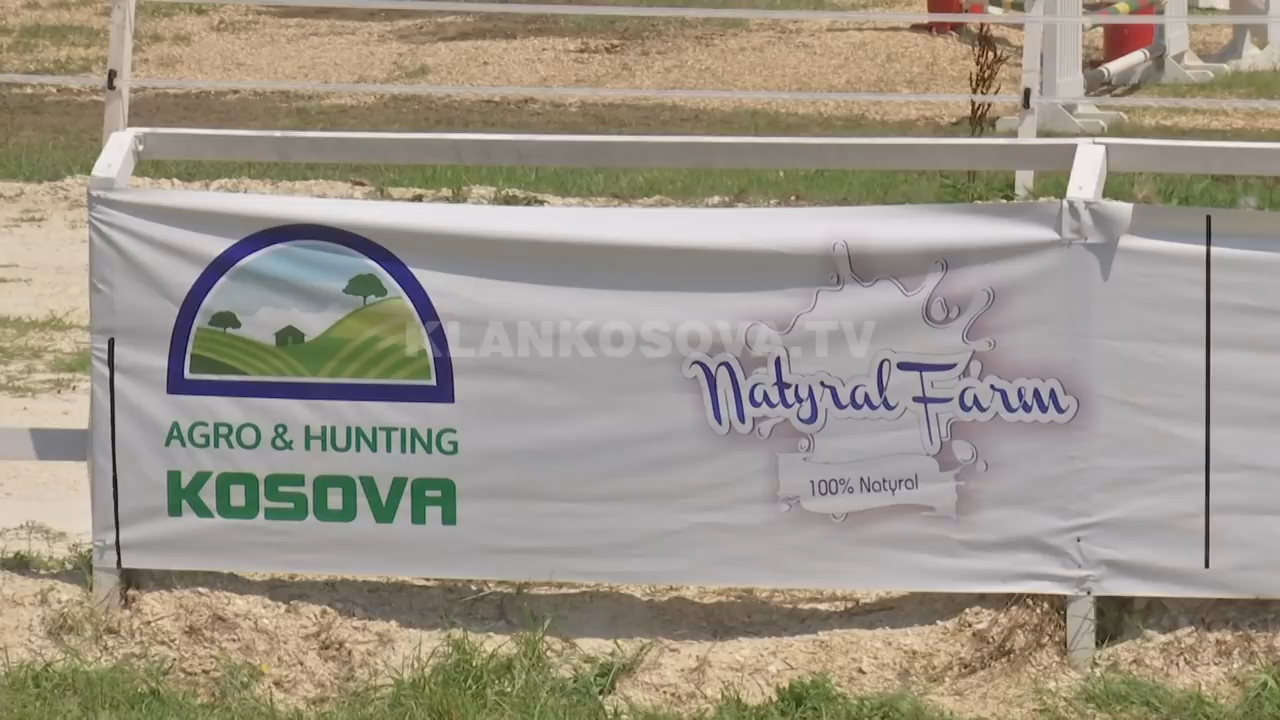 KLANKOSOVA.TV
AGRO & HUNTING
KOSOVA
Natyral Farm
100% Natyral